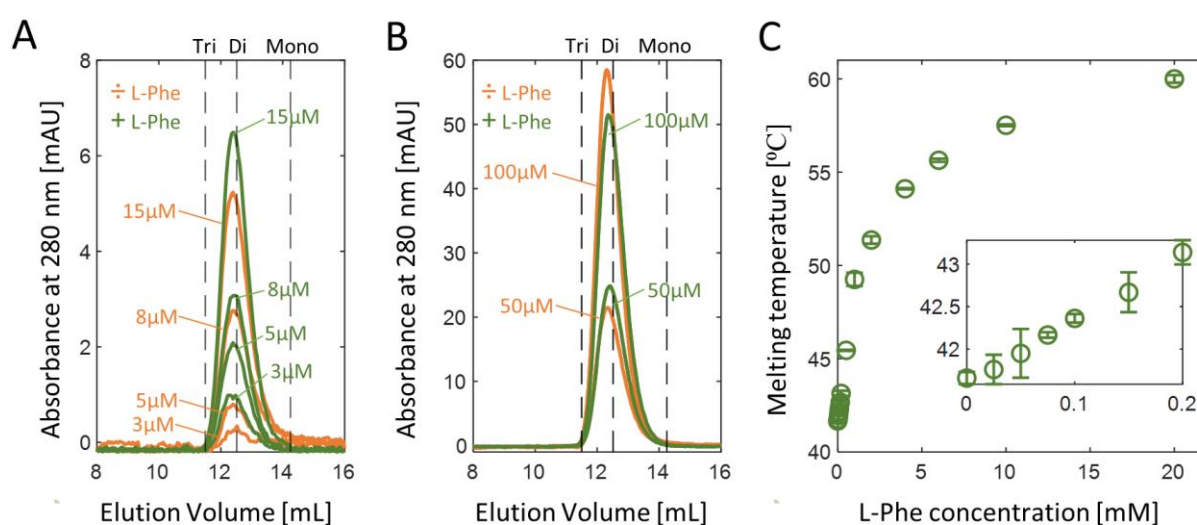 A
Tri Di Mono
8
6
4
2
0
8 10 12 14 16
÷ L-Phe
+ L-Phe
15µM
15µM
8µM
8µM
5µM
3µM
5µM
3µM
Absorbance at 280 nm [mAU]
Elution Volume [mL]
B
Tri Di Mono
60
50
40
30
20
10
0
8 10 12 14 16
÷ L-Phe
+ L-Phe
100µM
100µM
50µM
50µM
Absorbance at 280 nm [mAU]
Elution Volume [mL]
C
60
55
50
45
40
0 5 10 15 20
43
42.5
42
0 0.1 0.2
Melting temperature [ºC]
L-Phe concentration [mM]